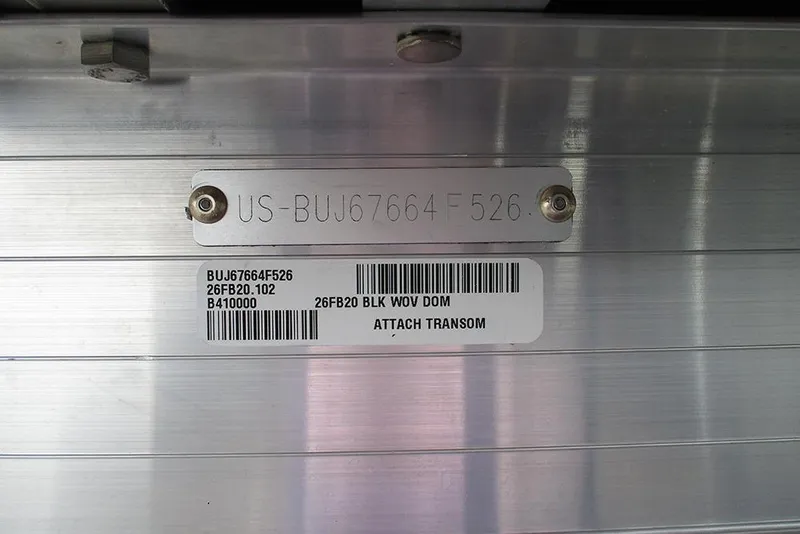 US-BUJ67664F526
BUJ67664F526
26FB20.102
B410000
26FB20 BLK WOV DOM
ATTACH TRANSOM